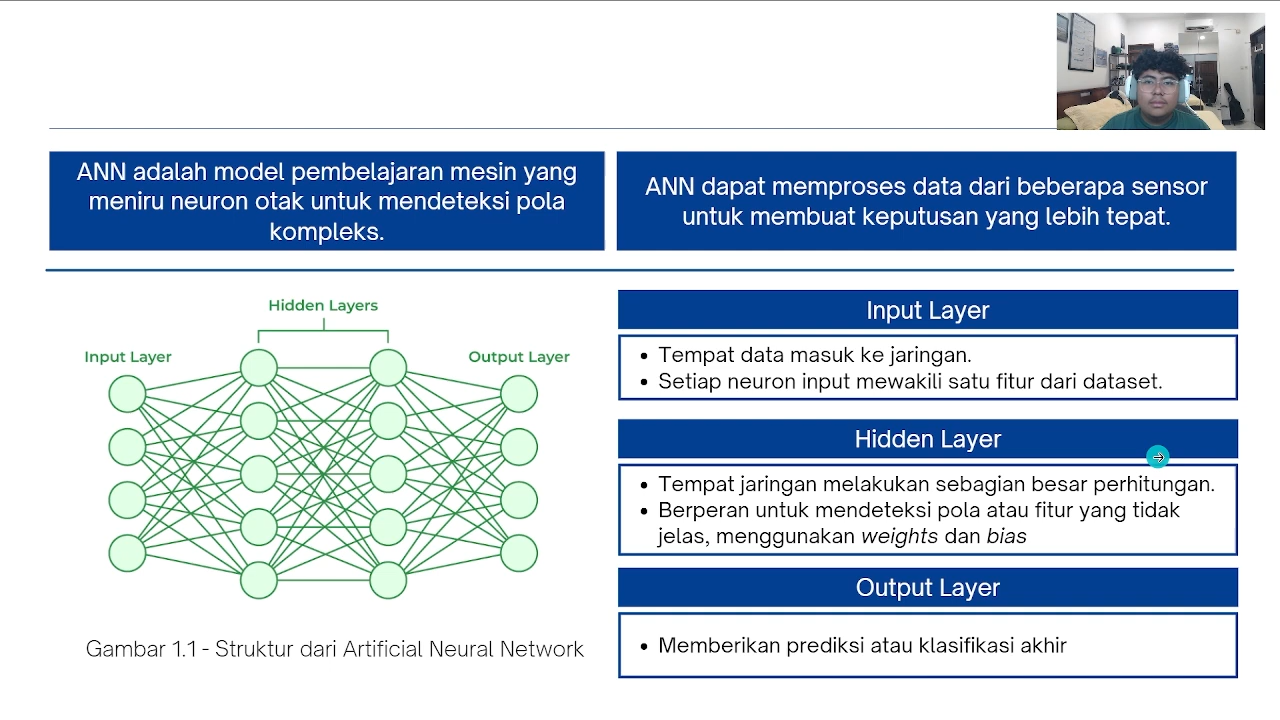 ANN adalah model pembelajaran mesin yang
meniru neuron otak untuk mendeteksi pola
kompleks.
ANN dapat memproses data dari beberapa sensor
untuk membuat keputusan yang lebih tepat.
Hidden Layers
Input Layer
Output Layer
Gambar 1.1 - Struktur dari Artificial Neural Network
Input Layer
• Tempat data masuk ke jaringan.
• Setiap neuron input mewakili satu fitur dari dataset.
Hidden Layer
• Tempat jaringan melakukan sebagian besar perhitungan.
• Berperan untuk mendeteksi pola atau fitur yang tidak
jelas, menggunakan weights dan bias
Output Layer
• Memberikan prediksi atau klasifikasi akhir